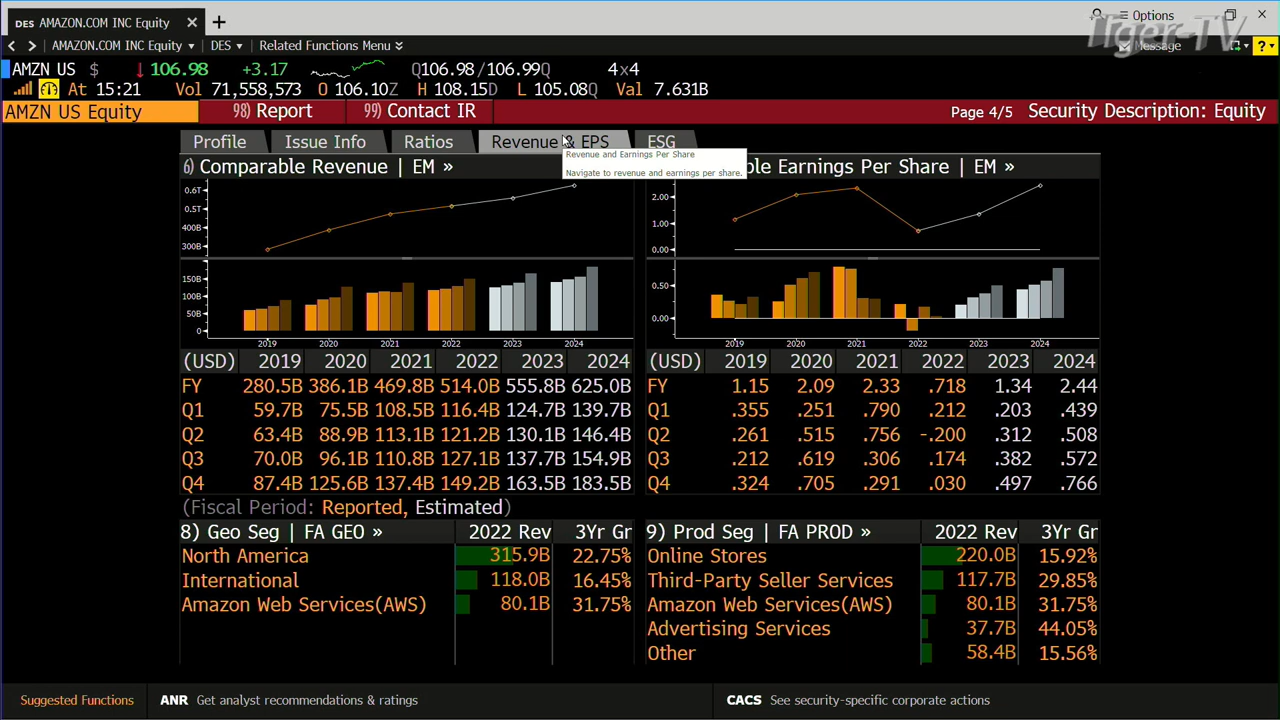 DES AMAZON.COM INC Equity × +
Options
Tiger-TV
< > AMAZON.COM INC Equity ▾ DES ▾ Related Functions Menu
Message ?
AMZN US $ ↓ 106.98 +3.17 Q106.98/106.99Q 4x4
At 15:21 Vol 71,558,573 O 106.10Z H 108.15D L 105.08Q Val 7.631B
AMZN US Equity 98) Report 99) Contact IR Page 4/5 Security Description: Equity
Profile Issue Info Ratios Revenue & EPS ESG
Revenue and Earnings Per Share
Navigate to revenue and earnings per share.
6) Comparable Revenue | EM »
ble Earnings Per Share | EM »
0.6T
0.5T
400B
300B
150B
100B
50B
0
2019 2020 2021 2022 2023 2024
2.00
1.00
0.00
0.50
0.00
2019 2020 2021 2022 2023 2024
(USD) 2019 2020 2021 2022 2023 2024
FY 280.5B 386.1B 469.8B 514.0B 555.8B 625.0B
Q1 59.7B 75.5B 108.5B 116.4B 124.7B 139.7B
Q2 63.4B 88.9B 113.1B 121.2B 130.1B 146.4B
Q3 70.0B 96.1B 110.8B 127.1B 137.7B 154.9B
Q4 87.4B 125.6B 137.4B 149.2B 163.5B 183.5B
(USD) 2019 2020 2021 2022 2023 2024
FY 1.15 2.09 2.33 .718 1.34 2.44
Q1 .355 .251 .790 .212 .203 .439
Q2 .261 .515 .756 -.200 .312 .508
Q3 .212 .619 .306 .174 .382 .572
Q4 .324 .705 .291 .030 .497 .766
(Fiscal Period: Reported, Estimated)
8) Geo Seg | FA GEO » 2022 Rev 3Yr Gr
North America 315.9B 22.75%
International 118.0B 16.45%
Amazon Web Services(AWS) 80.1B 31.75%
9) Prod Seg | FA PROD » 2022 Rev 3Yr Gr
Online Stores 220.0B 15.92%
Third-Party Seller Services 117.7B 29.85%
Amazon Web Services(AWS) 80.1B 31.75%
Advertising Services 37.7B 44.05%
Other 58.4B 15.56%
Suggested Functions ANR Get analyst recommendations & ratings CACS See security-specific corporate actions